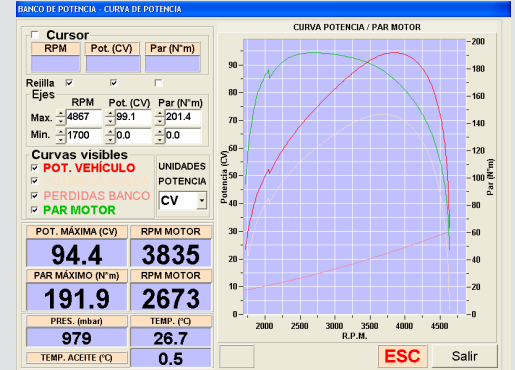 BANCO DE POTENCIA - CURVA DE POTENCIA
Cursor
RPM Pot. (CV) Par (N*m)
Rejilla
Ejes
RPM Pot. (CV) Par (N*m)
Max. 4867 99.1 201.4
Min. 1700 0.0 0.0
Curvas visibles
POT. VEHÍCULO
PERDIDAS BANCO
PAR MOTOR
UNIDADES
POTENCIA
CV
POT. MÁXIMA (CV) RPM MOTOR
94.4 3835
PAR MÁXIMO (N*m) RPM MOTOR
191.9 2673
PRES. (mbar) TEMP. (ºC)
979 26.7
TEMP. ACEITE (ºC) 0.5
CURVA POTENCIA / PAR MOTOR
Potencia (CV)
90
80
70
60
50
40
30
20
10
0
200
180
160
140
120
100
80
60
40
20
0
Par (N*m)
2000 2500 3000 3500 4000 4500
R.P.M.
ESC Salir